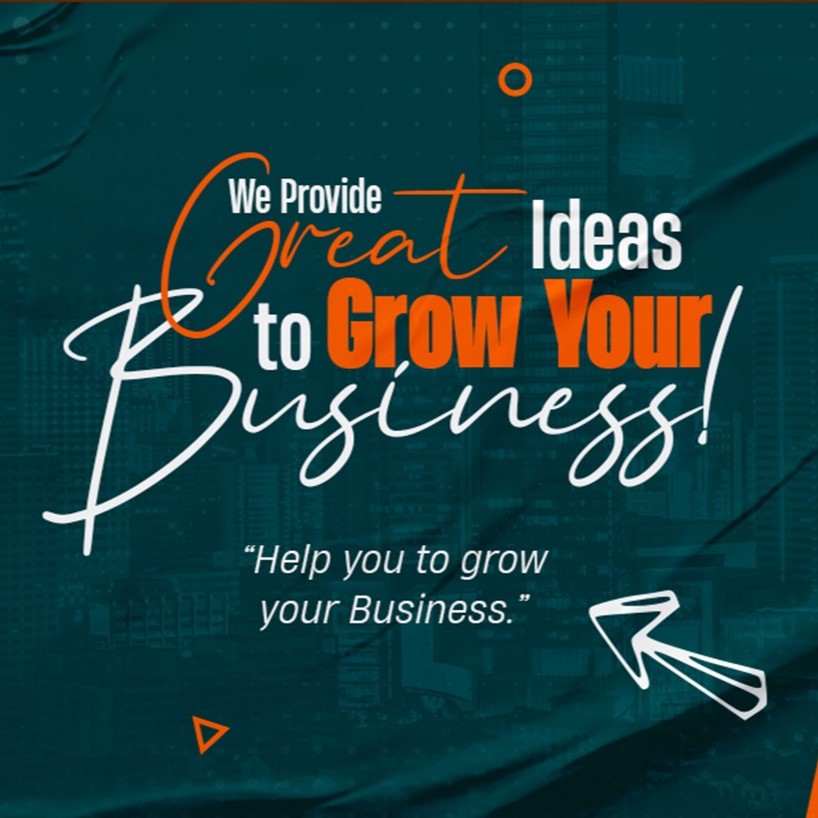 We Provide Great Ideas
to Grow Your
Business!
“Help you to grow
your Business.”